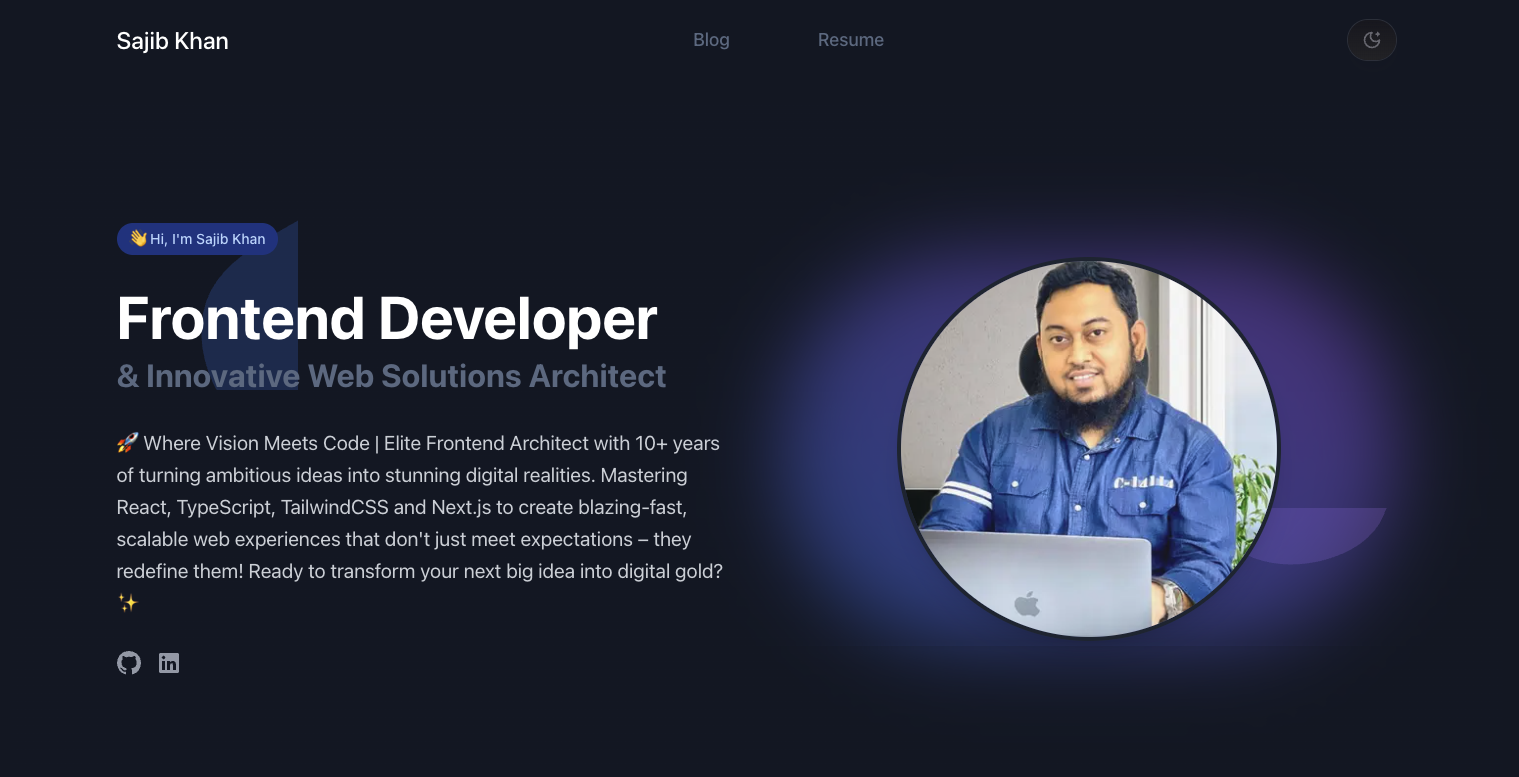 Sajib Khan
Blog
Resume
👋 Hi, I'm Sajib Khan
Frontend Developer
& Innovative Web Solutions Architect
🚀 Where Vision Meets Code | Elite Frontend Architect with 10+ years
of turning ambitious ideas into stunning digital realities. Mastering
React, TypeScript, TailwindCSS and Next.js to create blazing-fast,
scalable web experiences that don't just meet expectations – they
redefine them! Ready to transform your next big idea into digital gold?
✨
in